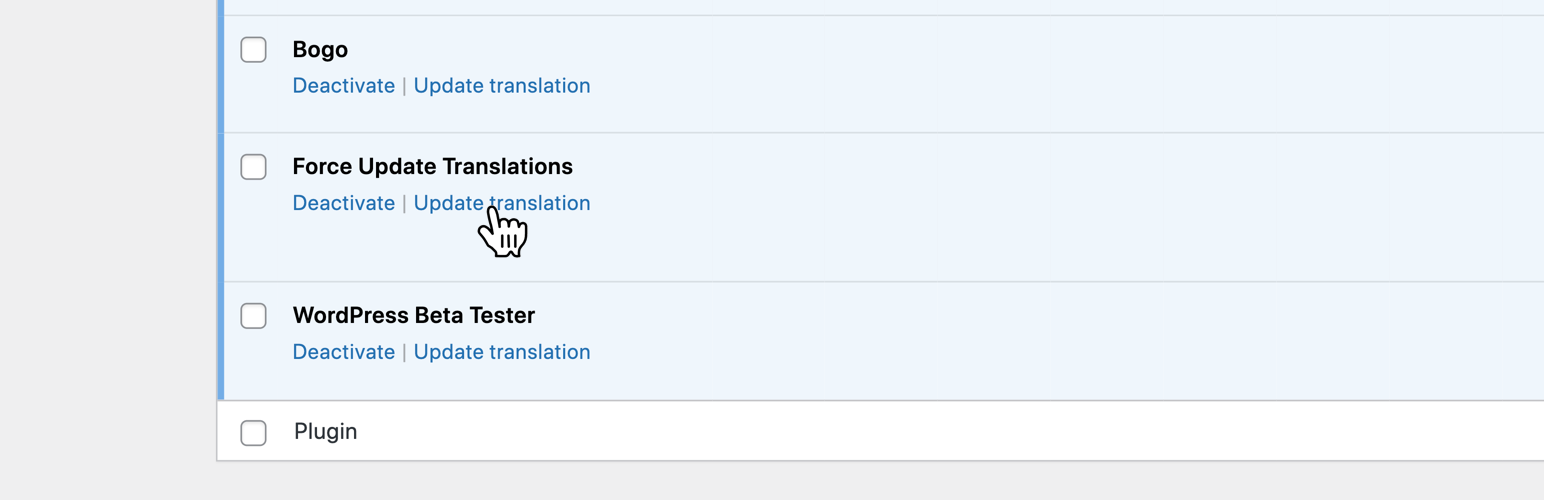 Bogo
Deactivate | Update translation
Force Update Translations
Deactivate | Update translation
WordPress Beta Tester
Deactivate | Update translation
Plugin